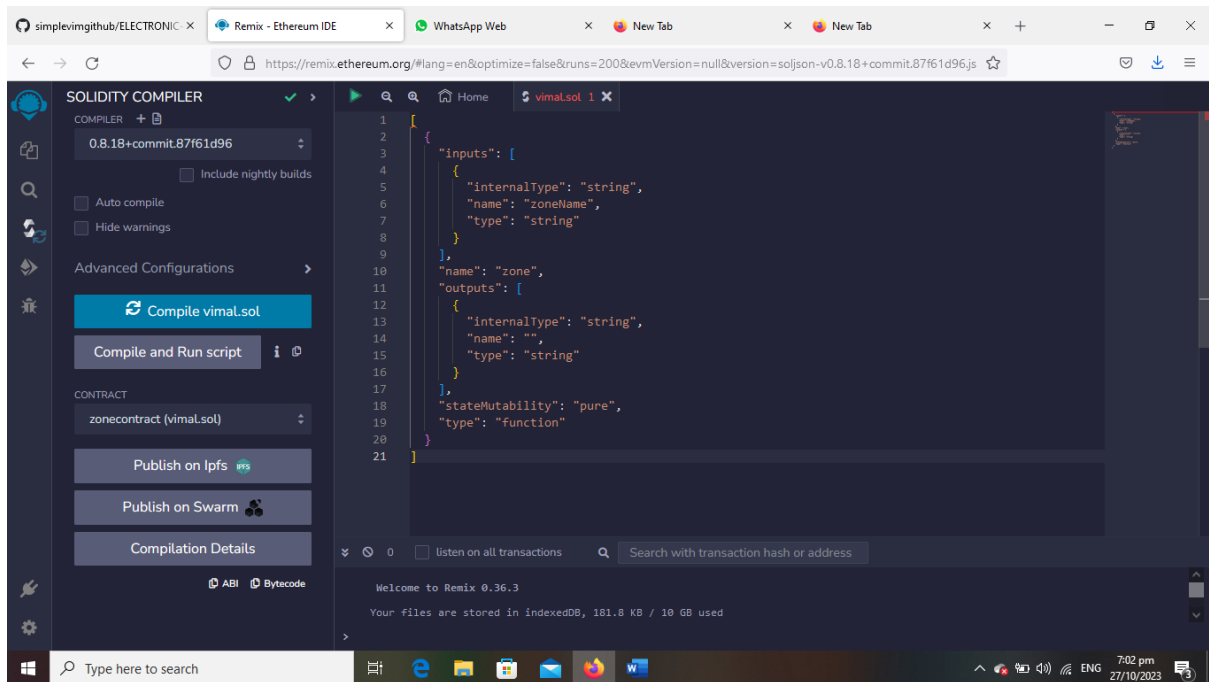 simplevimgithub/ELECTRONIC- × Remix - Ethereum IDE × WhatsApp Web × New Tab × New Tab × +
https://remix.ethereum.org/#lang=en&optimize=false&runs=200&evmVersion=null&version=soljson-v0.8.18+commit.87f61d96.js
SOLIDITY COMPILER
COMPILER
0.8.18+commit.87f61d96
Include nightly builds
Auto compile
Hide warnings
Advanced Configurations
Compile vimal.sol
Compile and Run script
CONTRACT
zonecontract (vimal.sol)
Publish on Ipfs IPFS
Publish on Swarm
Compilation Details
ABI Bytecode
Home vimal.sol 1
1 [
2 {
3 "inputs": [
4 {
5 "internalType": "string",
6 "name": "zoneName",
7 "type": "string"
8 }
9 ],
10 "name": "zone",
11 "outputs": [
12 {
13 "internalType": "string",
14 "name": "",
15 "type": "string"
16 }
17 ],
18 "stateMutability": "pure",
19 "type": "function"
20 }
21 ]
0 listen on all transactions Search with transaction hash or address
Welcome to Remix 0.36.3
Your files are stored in indexedDB, 181.8 KB / 10 GB used
>
Type here to search
ENG
7:02 pm
27/10/2023
3